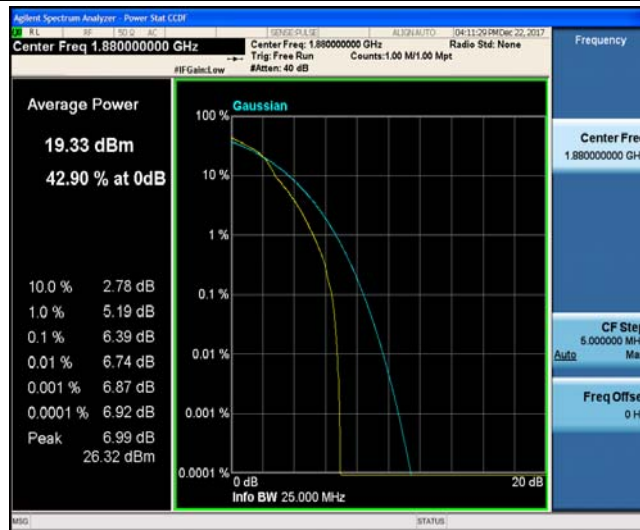 Agilent Spectrum Analyzer - Power Stat CCDF
RL RF 50 Ω AC SENSE:PULSE ALIGN AUTO 04:11:29 PM Dec 22, 2017
Center Freq 1.880000000 GHz
Center Freq: 1.880000000 GHz Radio Std: None
Trig: Free Run Counts:1.00 M/1.00 Mpt
#IFGain:Low #Atten: 40 dB
Frequency
Average Power
19.33 dBm
42.90 % at 0dB
10.0 % 2.78 dB
1.0 % 5.19 dB
0.1 % 6.39 dB
0.01 % 6.74 dB
0.001 % 6.87 dB
0.0001 % 6.92 dB
Peak 6.99 dB
26.32 dBm
Gaussian
100 %
10 %
1 %
0.1 %
0.01 %
0.001 %
0.0001 %
0 dB 20 dB
Info BW 25.000 MHz
Center Fre
1.880000000 GH
CF Ste
5.000000 MH
Auto Ma
Freq Offse
0 H
MSG STATUS